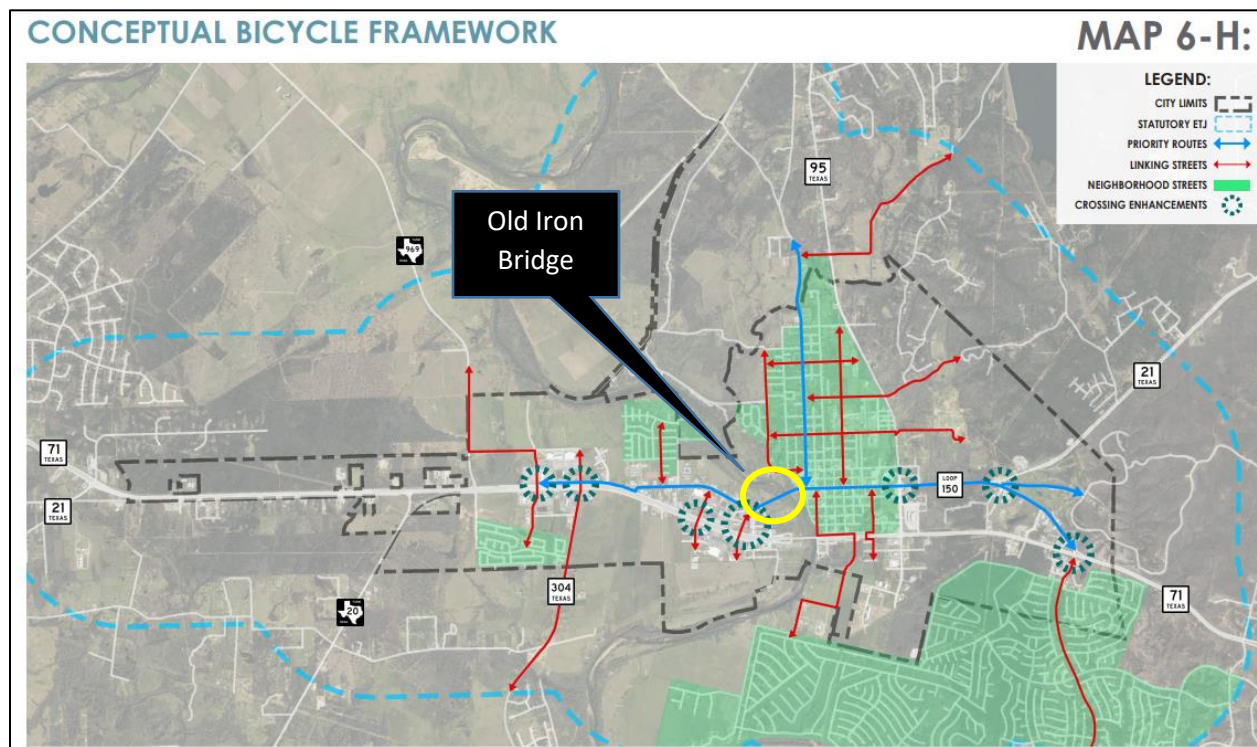 CONCEPTUAL BICYCLE FRAMEWORK
MAP 6-H:
LEGEND:
CITY LIMITS
STATUTORY ETJ
PRIORITY ROUTES
LINKING STREETS
NEIGHBORHOOD STREETS
CROSSING ENHANCEMENTS
95
TEXAS
Old Iron
Bridge
969
21
TEXAS
71
TEXAS
21
TEXAS
LOOP
150
304
TEXAS
20
71
TEXAS